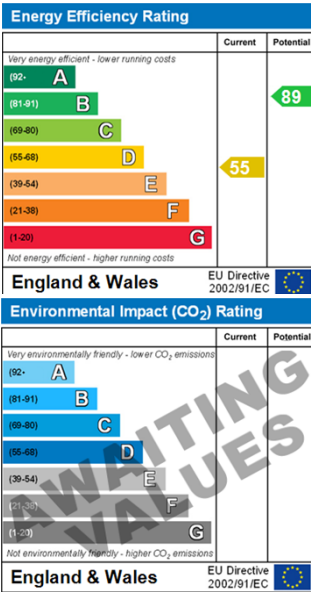 Energy Efficiency Rating
Current Potential
Very energy efficient - lower running costs
(92- A
(81-91) B
(69-80) C
(55-68) D
(39-54) E
(21-38) F
(1-20) G
89
55
Not energy efficient - higher running costs
England & Wales
EU Directive
2002/91/EC
Environmental Impact (CO₂) Rating
Current Potential
Very environmentally friendly - lower CO₂ emissions
(92- A
(81-91) B
(69-80) C
(55-68) D
(39-54) E
(21-38) F
(1-20) G
AWAITING
VALUES
Not environmentally friendly - higher CO₂ emissions
England & Wales
EU Directive
2002/91/EC